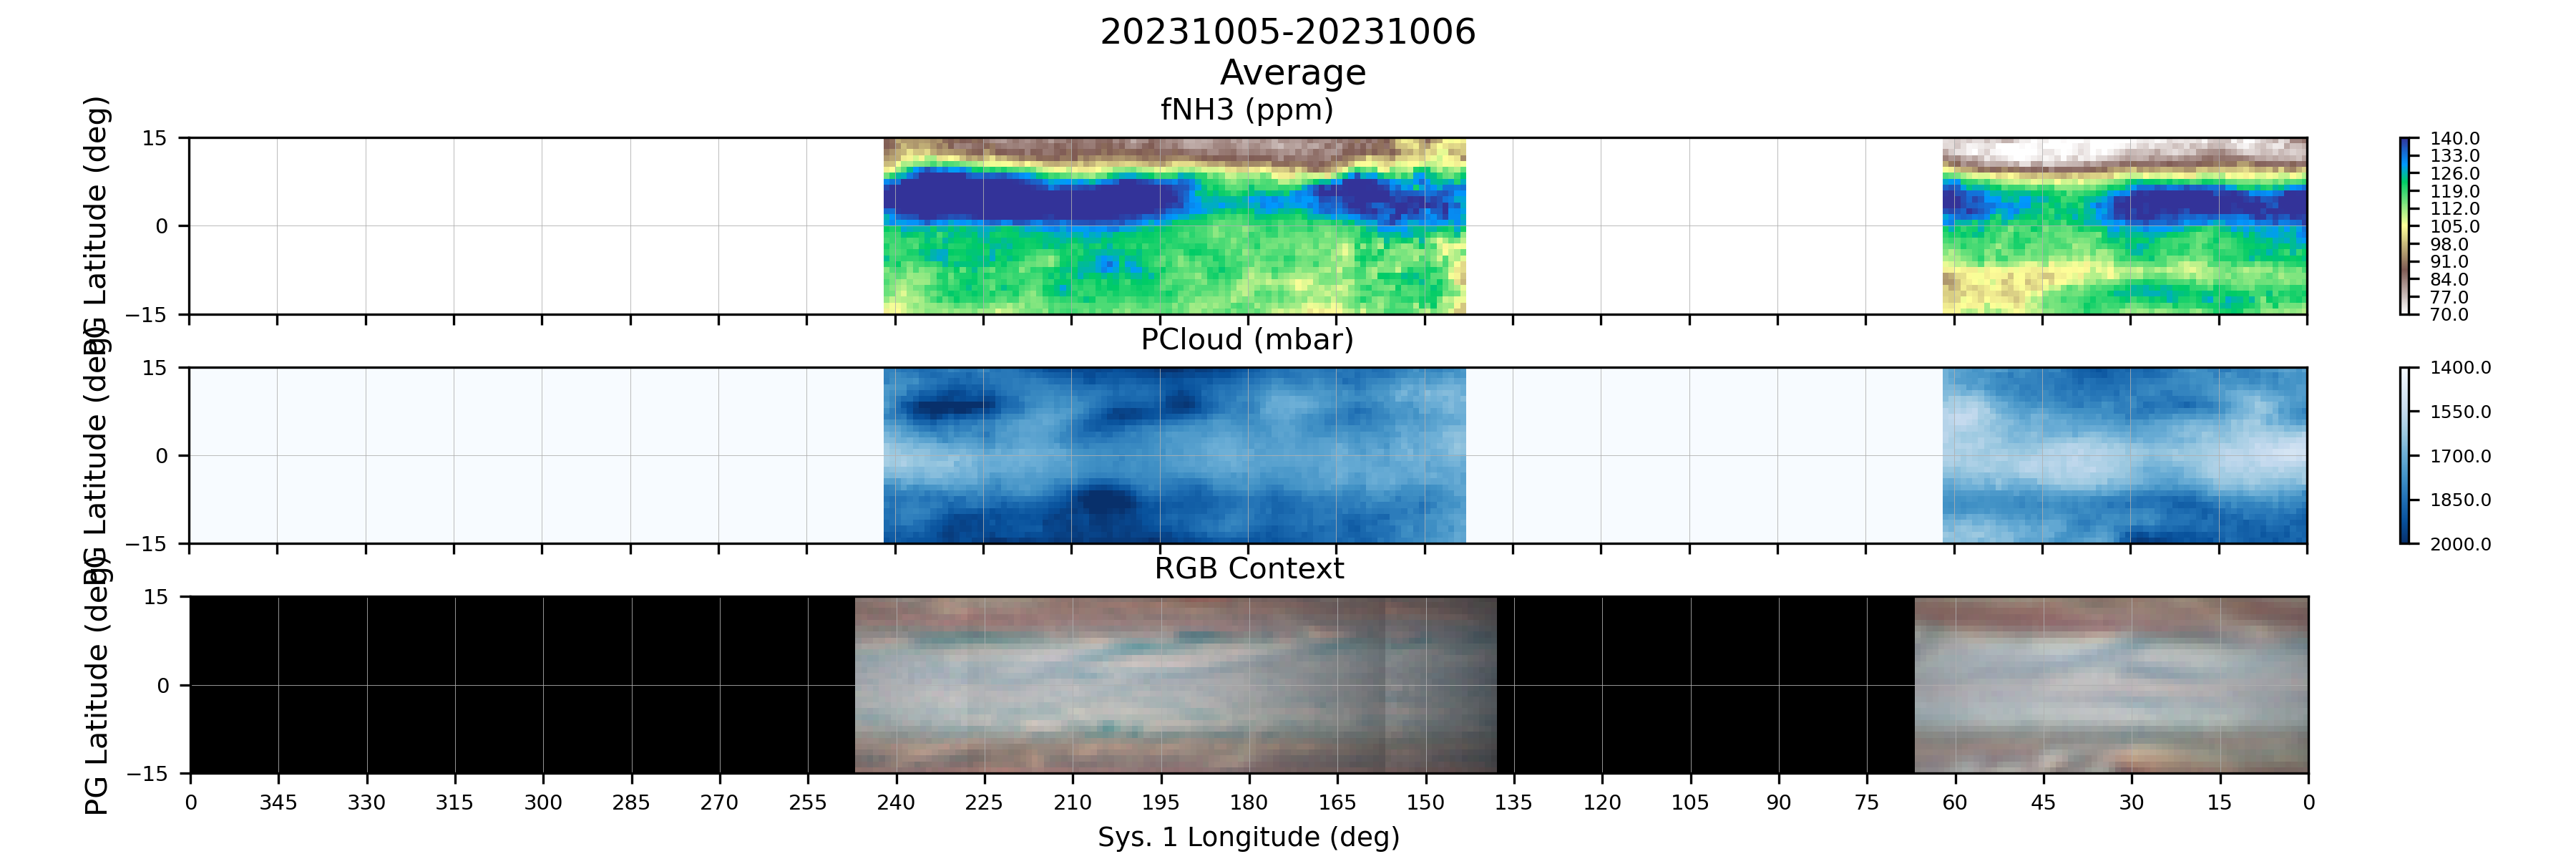 20231005-20231006
Average
fNH3 (ppm)
PG Latitude (deg)
15
0
−15
140.0
133.0
126.0
119.0
112.0
105.0
98.0
91.0
84.0
77.0
70.0
PCloud (mbar)
PG Latitude (deg)
15
0
−15
1400.0
1550.0
1700.0
1850.0
2000.0
RGB Context
PG Latitude (deg)
15
0
−15
0 345 330 315 300 285 270 255 240 225 210 195 180 165 150 135 120 105 90 75 60 45 30 15 0
Sys. 1 Longitude (deg)